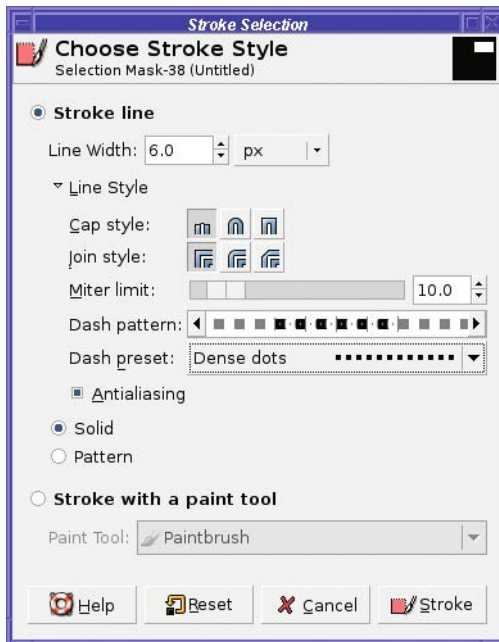 Stroke Selection
Choose Stroke Style
Selection Mask-38 (Untitled)
Stroke line
Line Width: 6.0 px
Line Style
Cap style:
Join style:
Miter limit: 10.0
Dash pattern:
Dash preset: Dense dots
Antialiasing
Solid
Pattern
Stroke with a paint tool
Paint Tool: Paintbrush
Help Reset Cancel Stroke